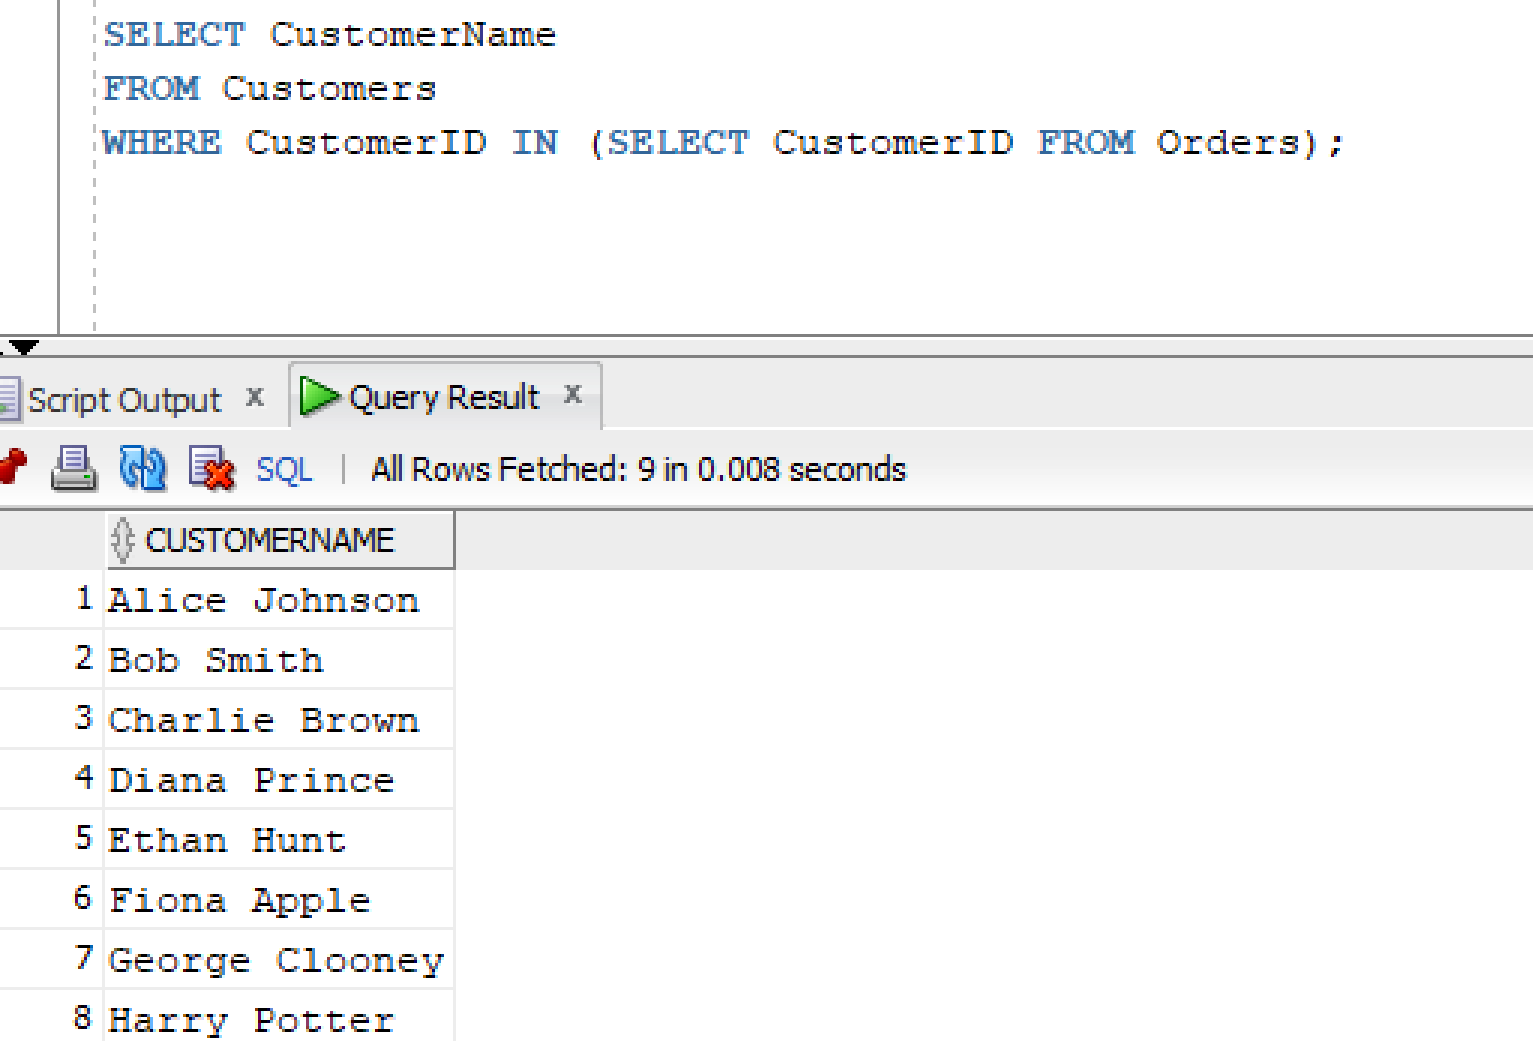 SELECT CustomerName
FROM Customers
WHERE CustomerID IN (SELECT CustomerID FROM Orders);
Script Output x Query Result x
SQL | All Rows Fetched: 9 in 0.008 seconds
CUSTOMERNAME
1 Alice Johnson
2 Bob Smith
3 Charlie Brown
4 Diana Prince
5 Ethan Hunt
6 Fiona Apple
7 George Clooney
8 Harry Potter